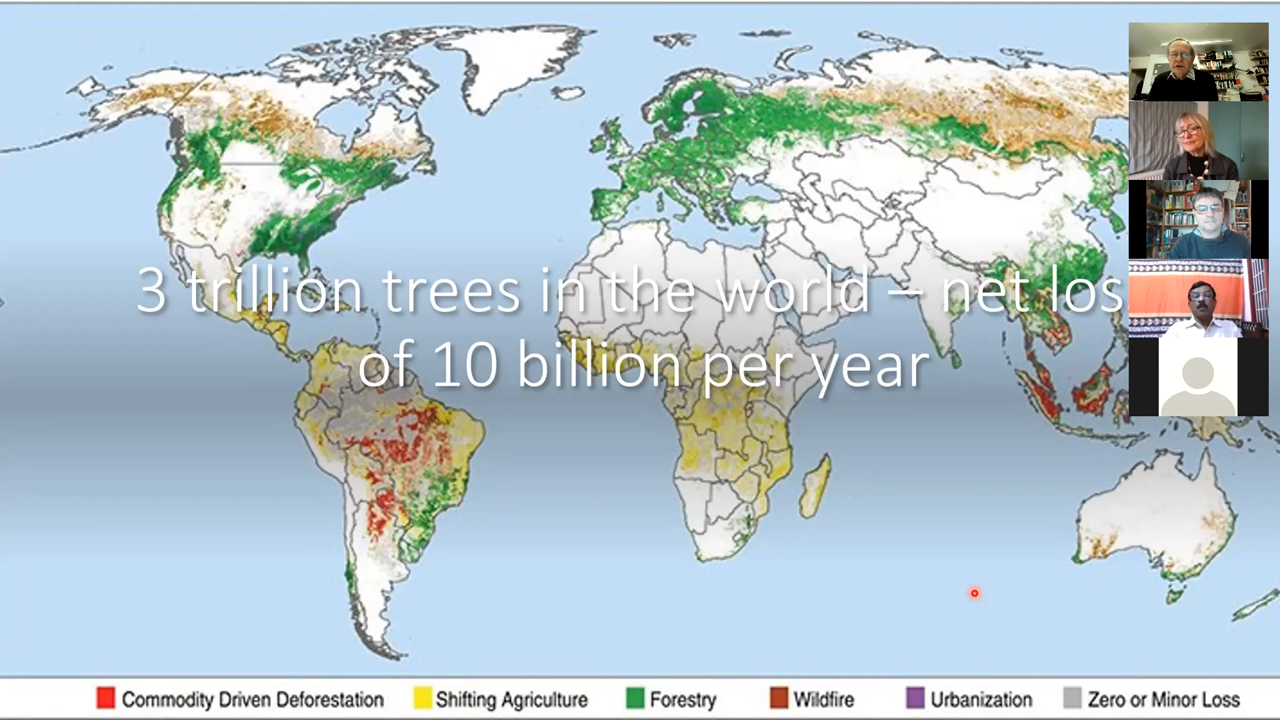 3 trillion trees in the world – net los
of 10 billion per year
Commodity Driven Deforestation Shifting Agriculture Forestry Wildfire Urbanization Zero or Minor Loss